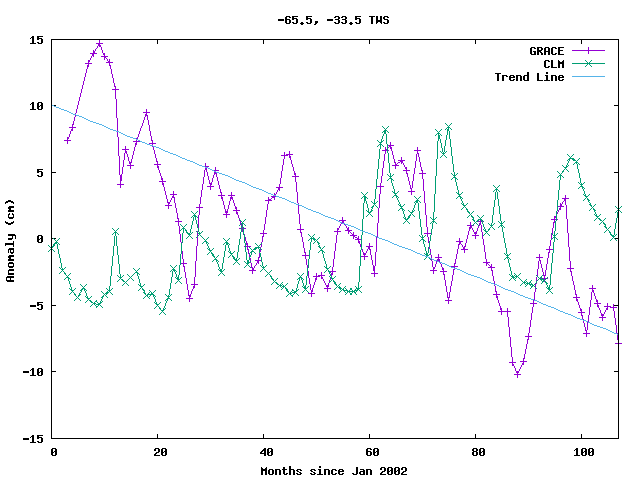 -65.5, -33.5 TWS
GRACE
CLM
Trend Line
15
10
5
0
-5
-10
-15
Anomaly (cm)
0 20 40 60 80 100
Months since Jan 2002